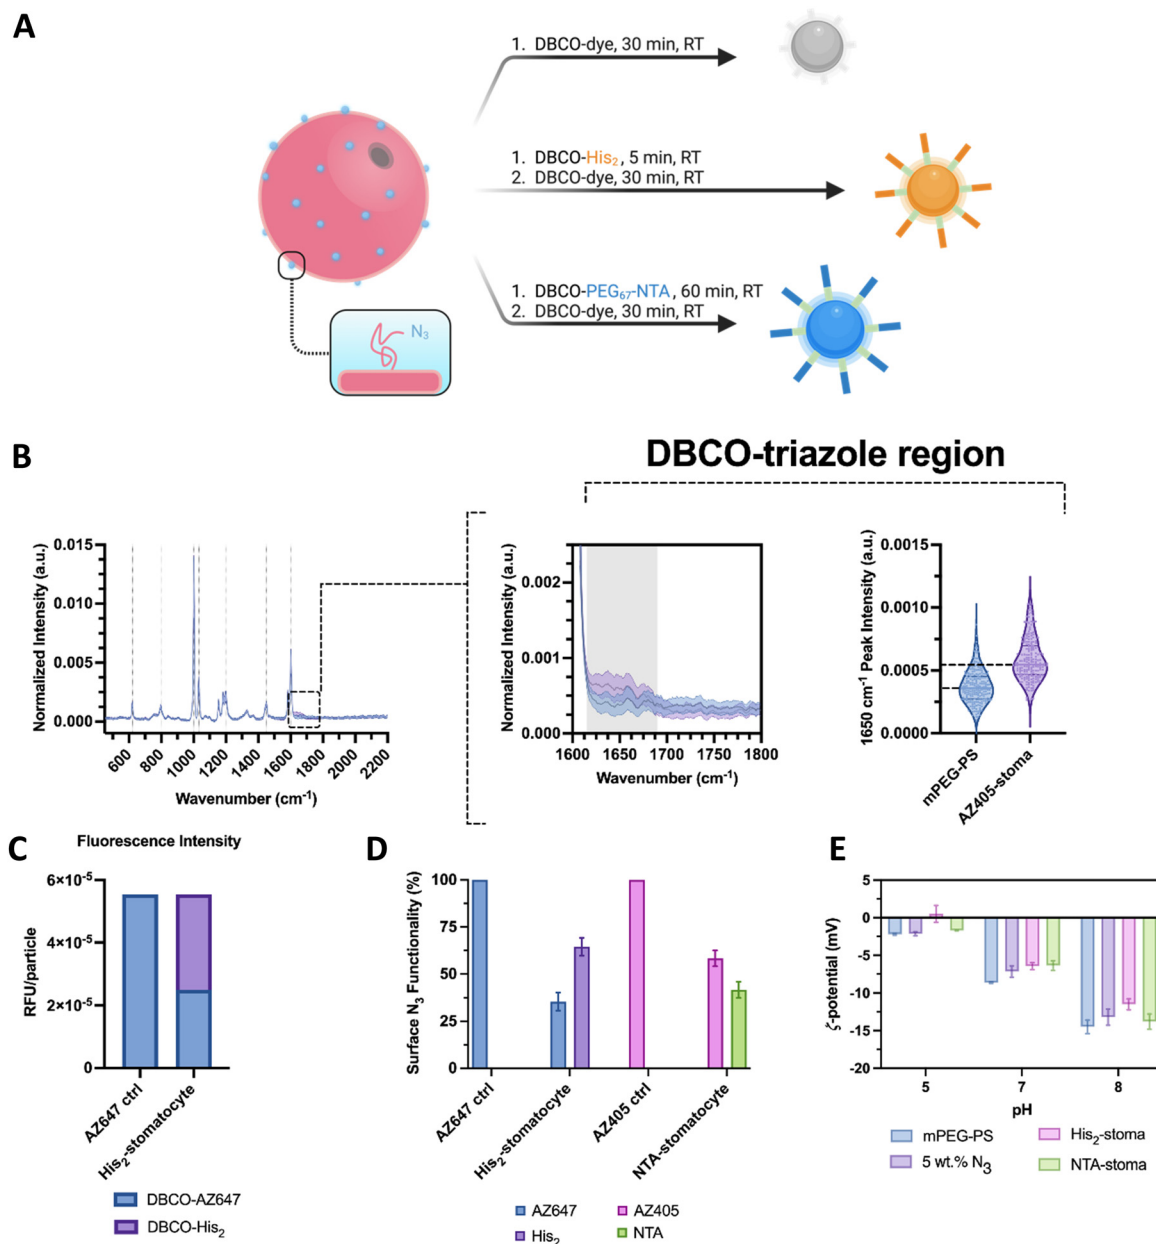 A
1. DBCO-dye, 30 min, RT
1. DBCO-His₂, 5 min, RT
2. DBCO-dye, 30 min, RT
1. DBCO-PEG₆₇-NTA, 60 min, RT
2. DBCO-dye, 30 min, RT
N₃
B
DBCO-triazole region
Normalized Intensity (a.u.)
0.015
0.010
0.005
0.000
600 800 1000 1200 1400 1600 1800 2000 2200
Wavenumber (cm⁻¹)
Normalized Intensity (a.u.)
0.002
0.001
0.000
1600 1650 1700 1750 1800
Wavenumber (cm⁻¹)
1650 cm⁻¹ Peak Intensity (a.u.)
0.0015
0.0010
0.0005
0.0000
mPEG-PS
AZ405-stoma
C
Fluorescence Intensity
RFU/particle
6×10⁻⁵
4×10⁻⁵
2×10⁻⁵
0
AZ647 ctrl
His₂-stomatocyte
DBCO-AZ647
DBCO-His₂
D
Surface N₃ Functionality (%)
100
75
50
25
0
AZ647 ctrl
His₂-stomatocyte
AZ405 ctrl
NTA-stomatocyte
AZ647
AZ405
His₂
NTA
E
ζ-potential (mV)
5
0
-5
-10
-15
-20
5 7 8
pH
mPEG-PS
His₂-stoma
5 wt.% N₃
NTA-stoma